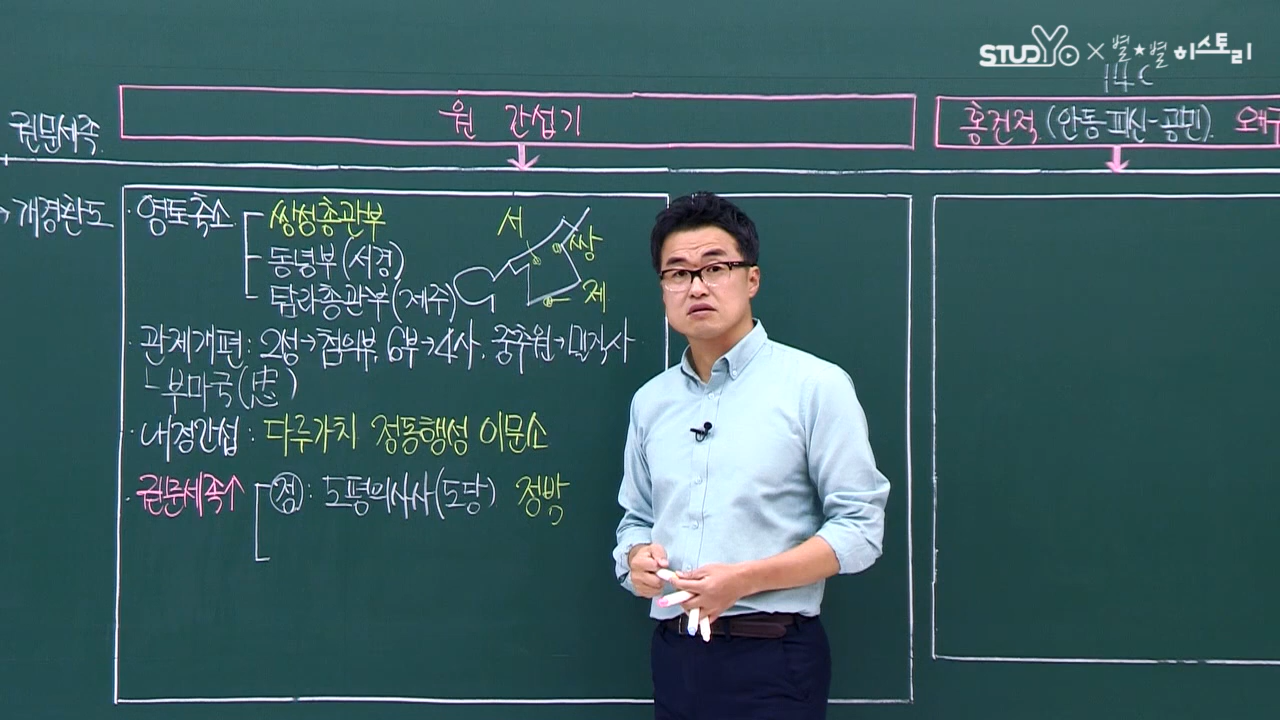 STUDYO × 별★별 히스토리
14C
권문세족
원 간섭기
홍건적 (안동 피신-공민). 왜구
→ 개경환도
· 영토축소
쌍성총관부
동녕부 (서경)
탐라총관부 (제주)
서
쌍
제
· 관제개편: 2성→첨의부, 6부→4사, 중추원→밀직사
부마국(忠)
· 내정간섭 : 다루가치 정동행성 이문소
· 권문세족↑
정 : 도평의사사(도당) 정방